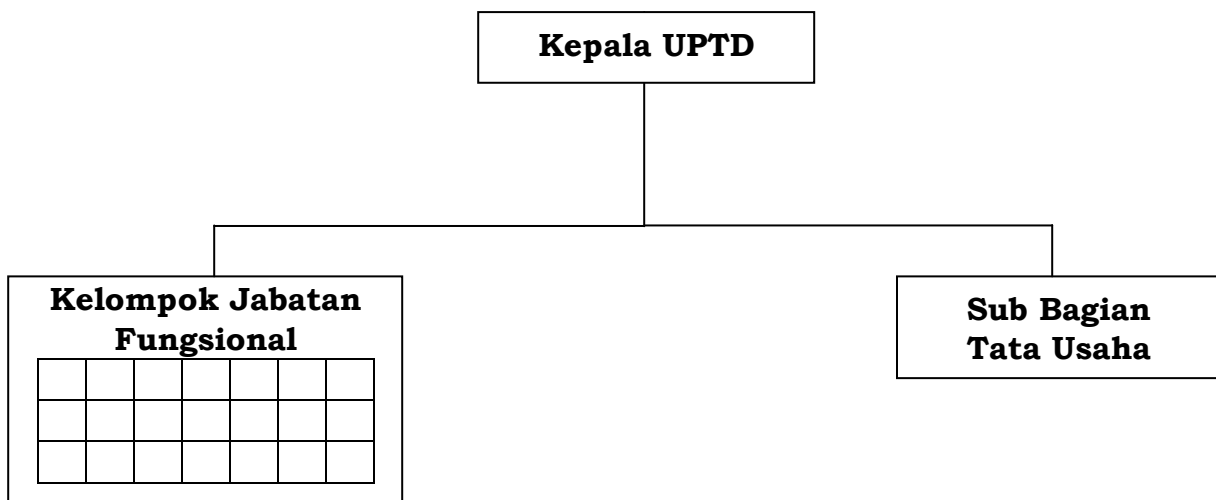 Kepala UPTD
Kelompok Jabatan
Fungsional
Sub Bagian
Tata Usaha